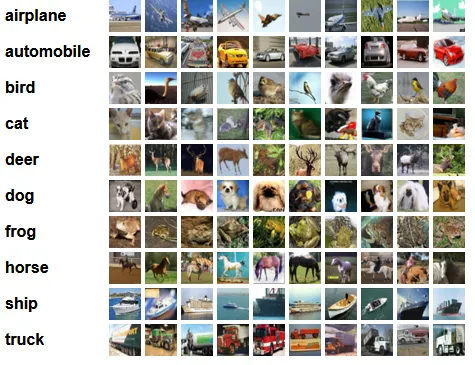 airplane
automobile
bird
cat
deer
dog
frog
horse
ship
truck